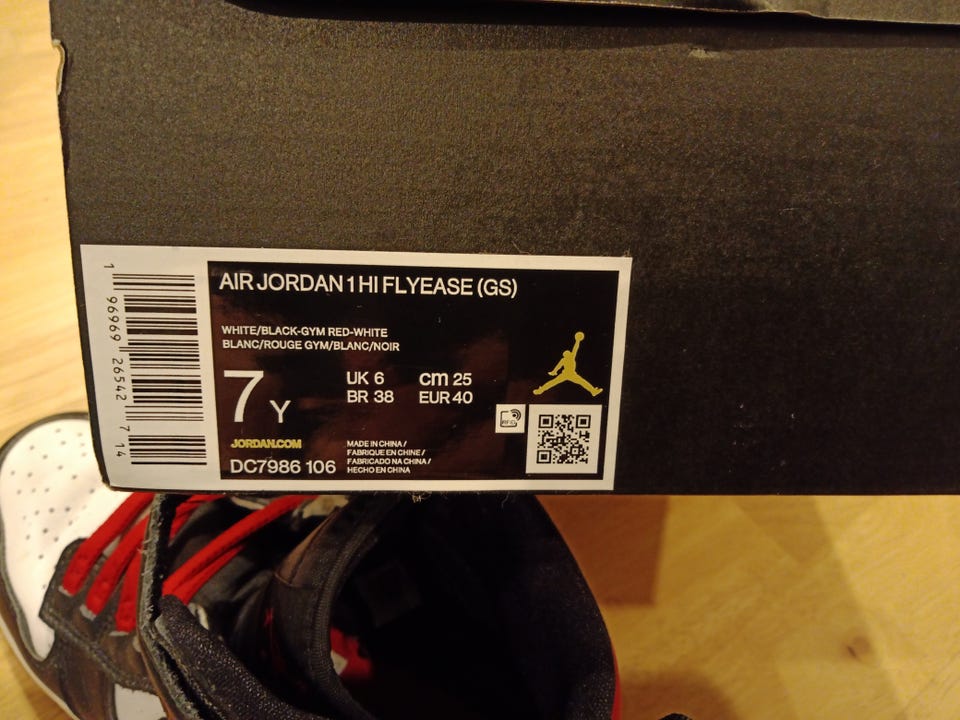 AIR JORDAN 1 HI FLYEASE (GS)
WHITE/BLACK-GYM RED-WHITE
BLANC/ROUGE GYM/BLANC/NOIR
7 Y
UK 6 cm 25
BR 38 EUR 40
RFID
JORDAN.COM
DC7986 106
MADE IN CHINA /
FABRIQUE EN CHINE /
FABRICADO NA CHINA /
HECHO EN CHINA
1 96969 26542 7 14